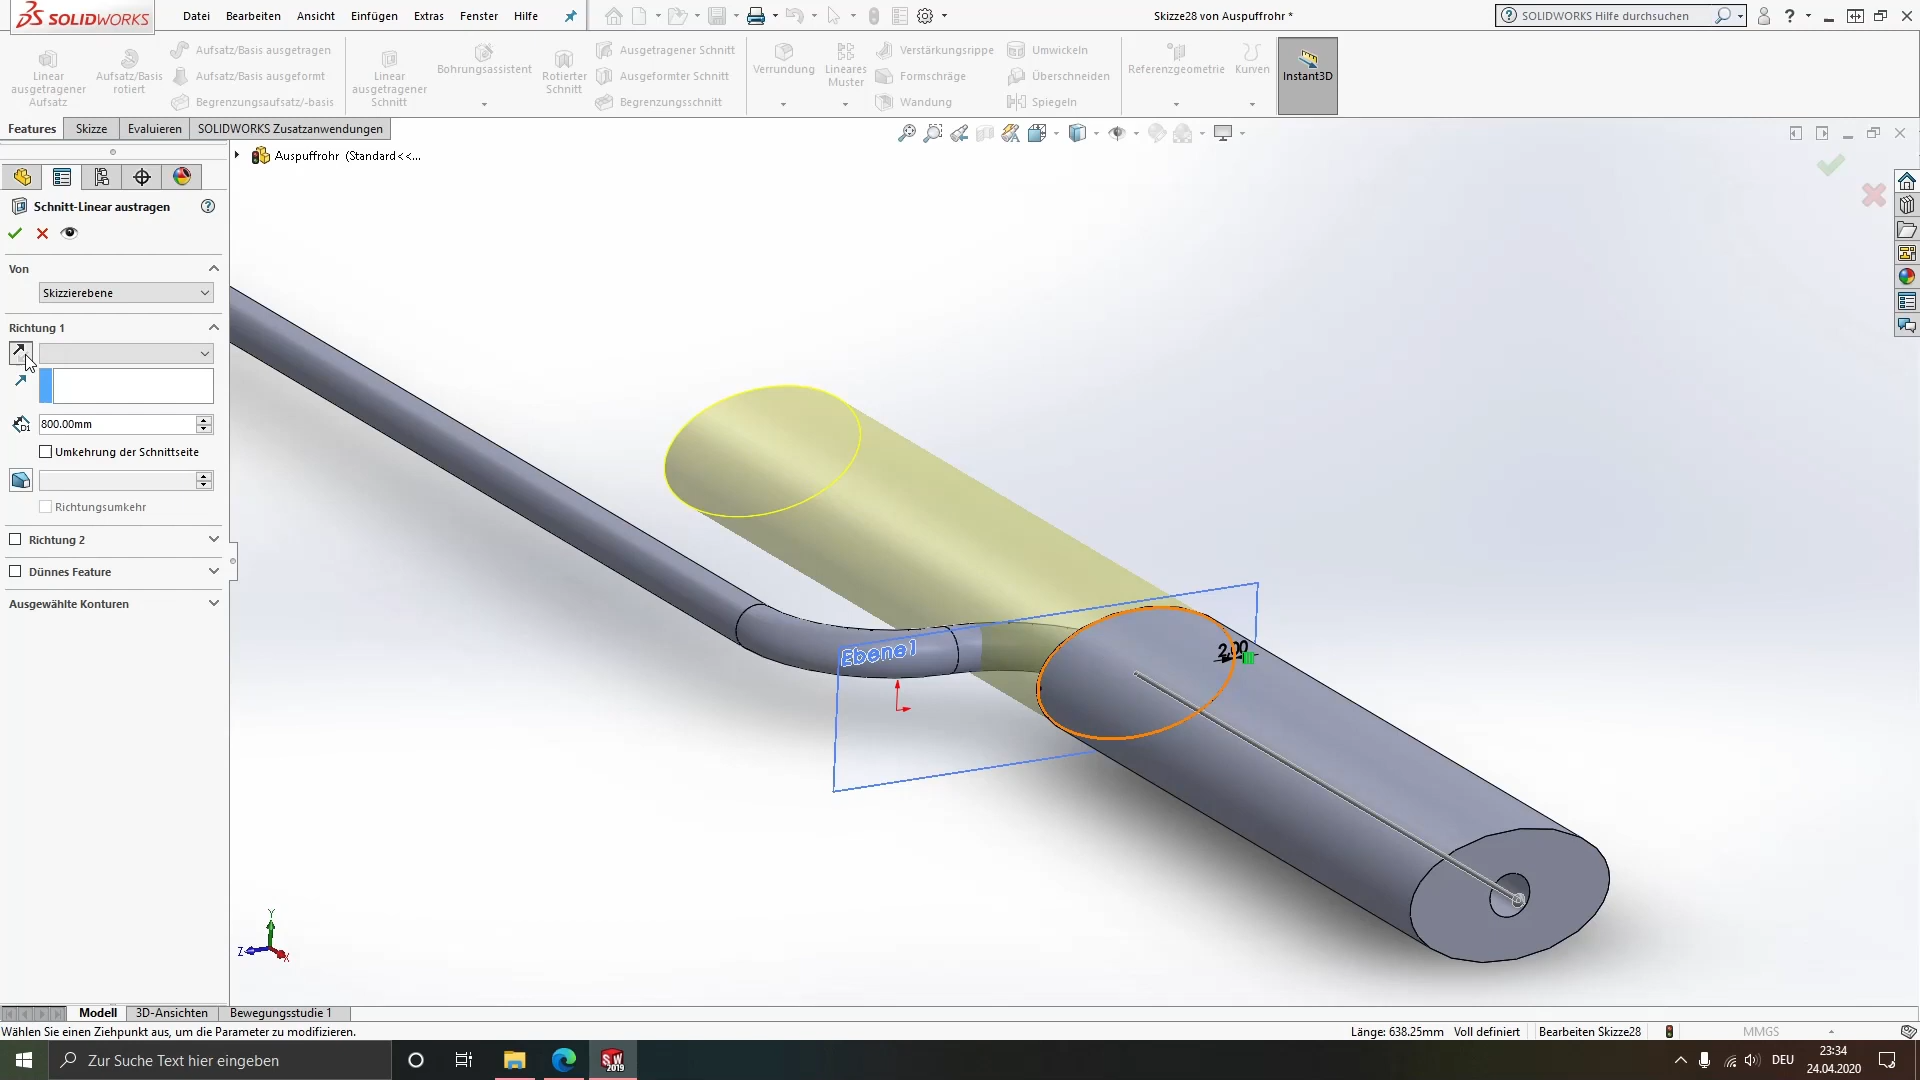 SOLIDWORKS
Datei Bearbeiten Ansicht Einfügen Extras Fenster Hilfe
Skizze28 von Auspuffrohr *
SOLIDWORKS Hilfe durchsuchen
Linear ausgetragener Aufsatz
Aufsatz/Basis rotiert
Aufsatz/Basis ausgetragen
Aufsatz/Basis ausgeformt
Begrenzungsaufsatz/-basis
Linear ausgetragener Schnitt
Bohrungsassistent
Rotierter Schnitt
Ausgetragener Schnitt
Ausgeformter Schnitt
Begrenzungsschnitt
Verrundung
Lineares Muster
Verstärkungsrippe
Formschräge
Wandung
Umwickeln
Überschneiden
Spiegeln
Referenzgeometrie
Kurven
Instant3D
Features Skizze Evaluieren SOLIDWORKS Zusatzanwendungen
Auspuffrohr (Standard<<...
Schnitt-Linear austragen
Von
Skizzierebene
Richtung 1
D1
800.00mm
Umkehrung der Schnittseite
Richtungsumkehr
Richtung 2
Dünnes Feature
Ausgewählte Konturen
Ebene1
2,00
Y
Z
X
Modell 3D-Ansichten Bewegungsstudie 1
Wählen Sie einen Ziehpunkt aus, um die Parameter zu modifizieren.
Länge: 638.25mm Voll definiert Bearbeiten Skizze28 MMGS
Zur Suche Text hier eingeben
SW 2019
DEU
23:34
24.04.2020